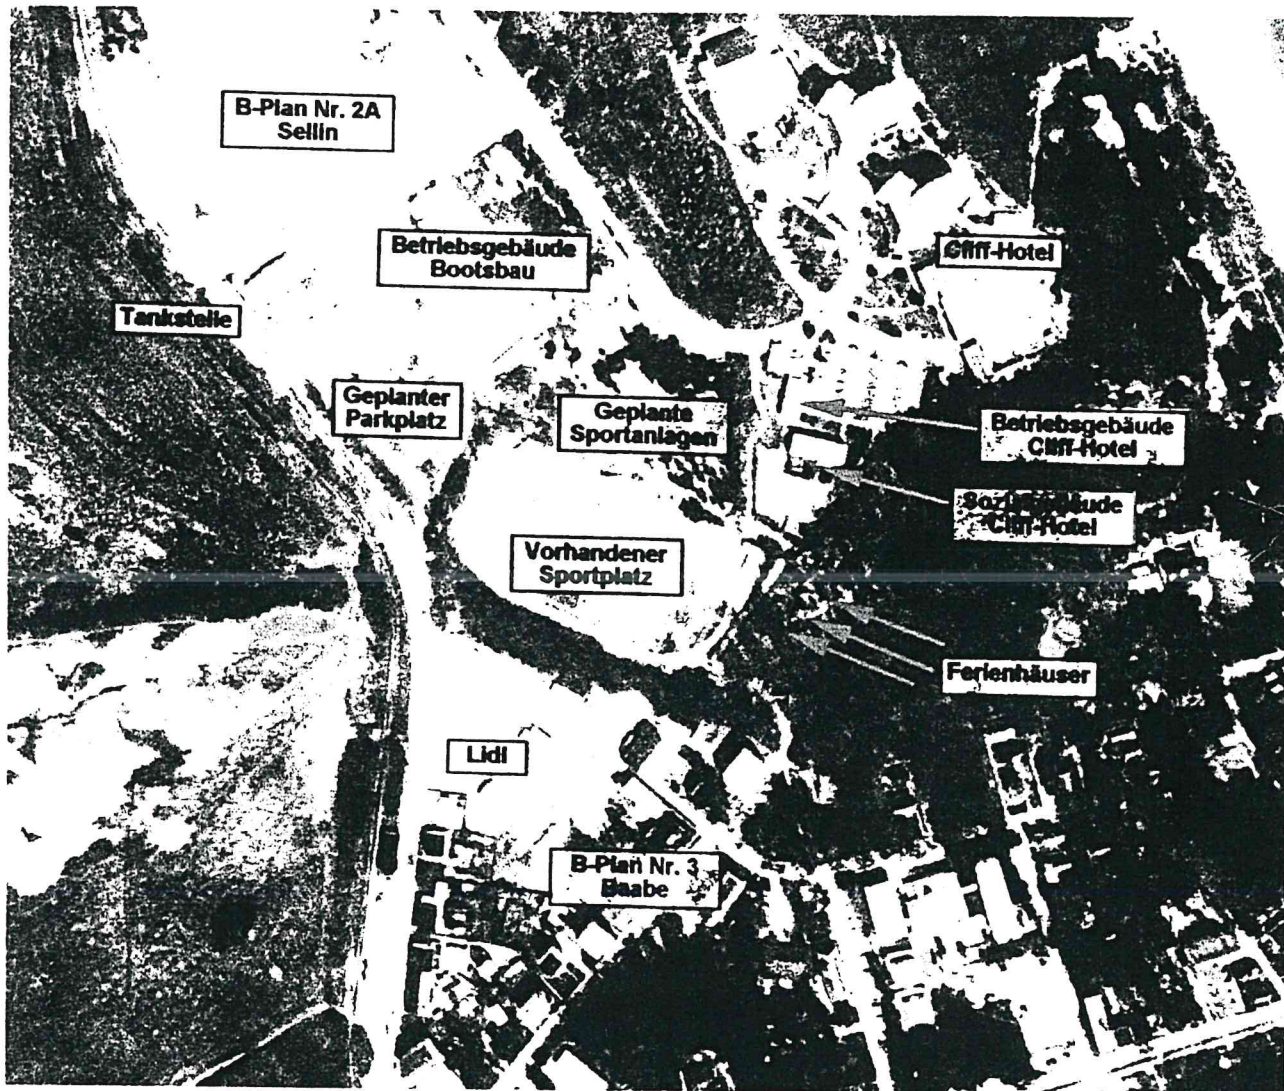 B-Plan Nr. 2A
Sellin
Betriebsgebäude
Bootsbau
Cliff-Hotel
Tankstelle
Geplanter
Parkplatz
Geplante
Sportanlagen
Betriebsgebäude
Cliff-Hotel
Sozialgebäude
Cliff-Hotel
Vorhandener
Sportplatz
Ferienhäuser
Lidl
B-Plan Nr. 3
Baabe